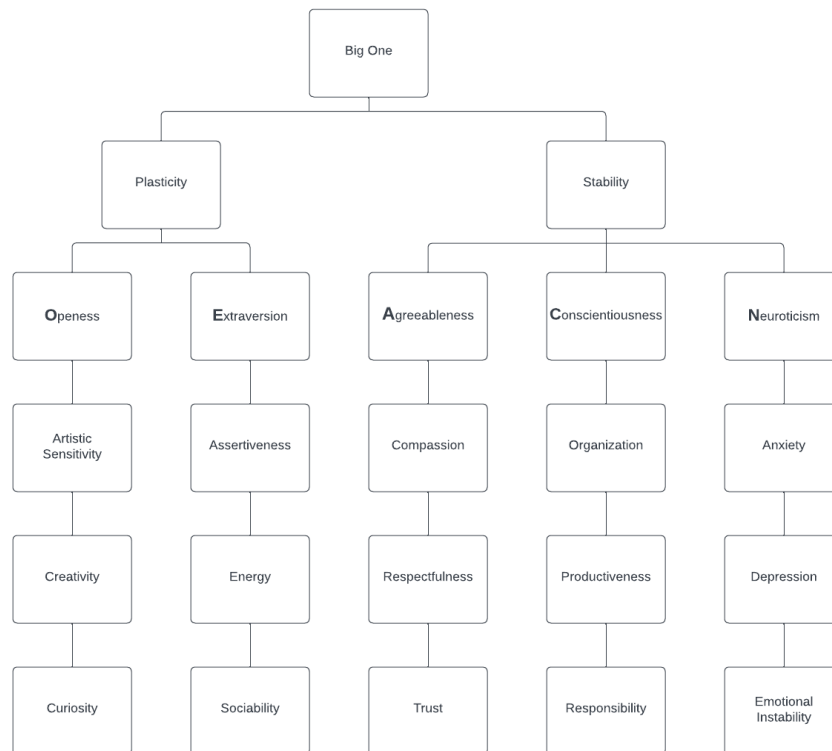 Big One
Plasticity
Stability
Openess
Extraversion
Agreeableness
Conscientiousness
Neuroticism
Artistic
Sensitivity
Assertiveness
Compassion
Organization
Anxiety
Creativity
Energy
Respectfulness
Productiveness
Depression
Curiosity
Sociability
Trust
Responsibility
Emotional
Instability